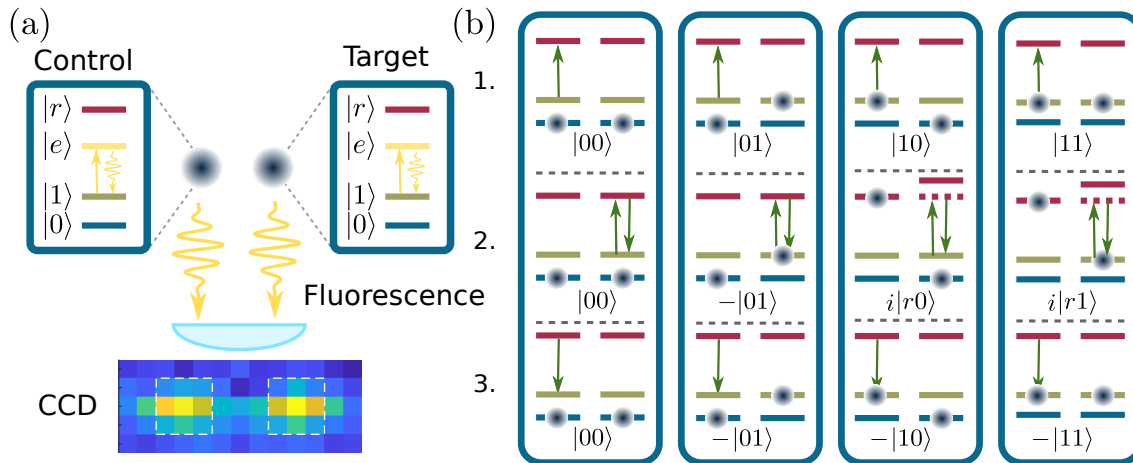 (a)
Control
Target
|r⟩
|e⟩
|1⟩
|0⟩
|r⟩
|e⟩
|1⟩
|0⟩
Fluorescence
CCD
(b)
1.
|00⟩
|01⟩
|10⟩
|11⟩
2.
|00⟩
−|01⟩
i|r0⟩
i|r1⟩
3.
|00⟩
−|01⟩
−|10⟩
−|11⟩